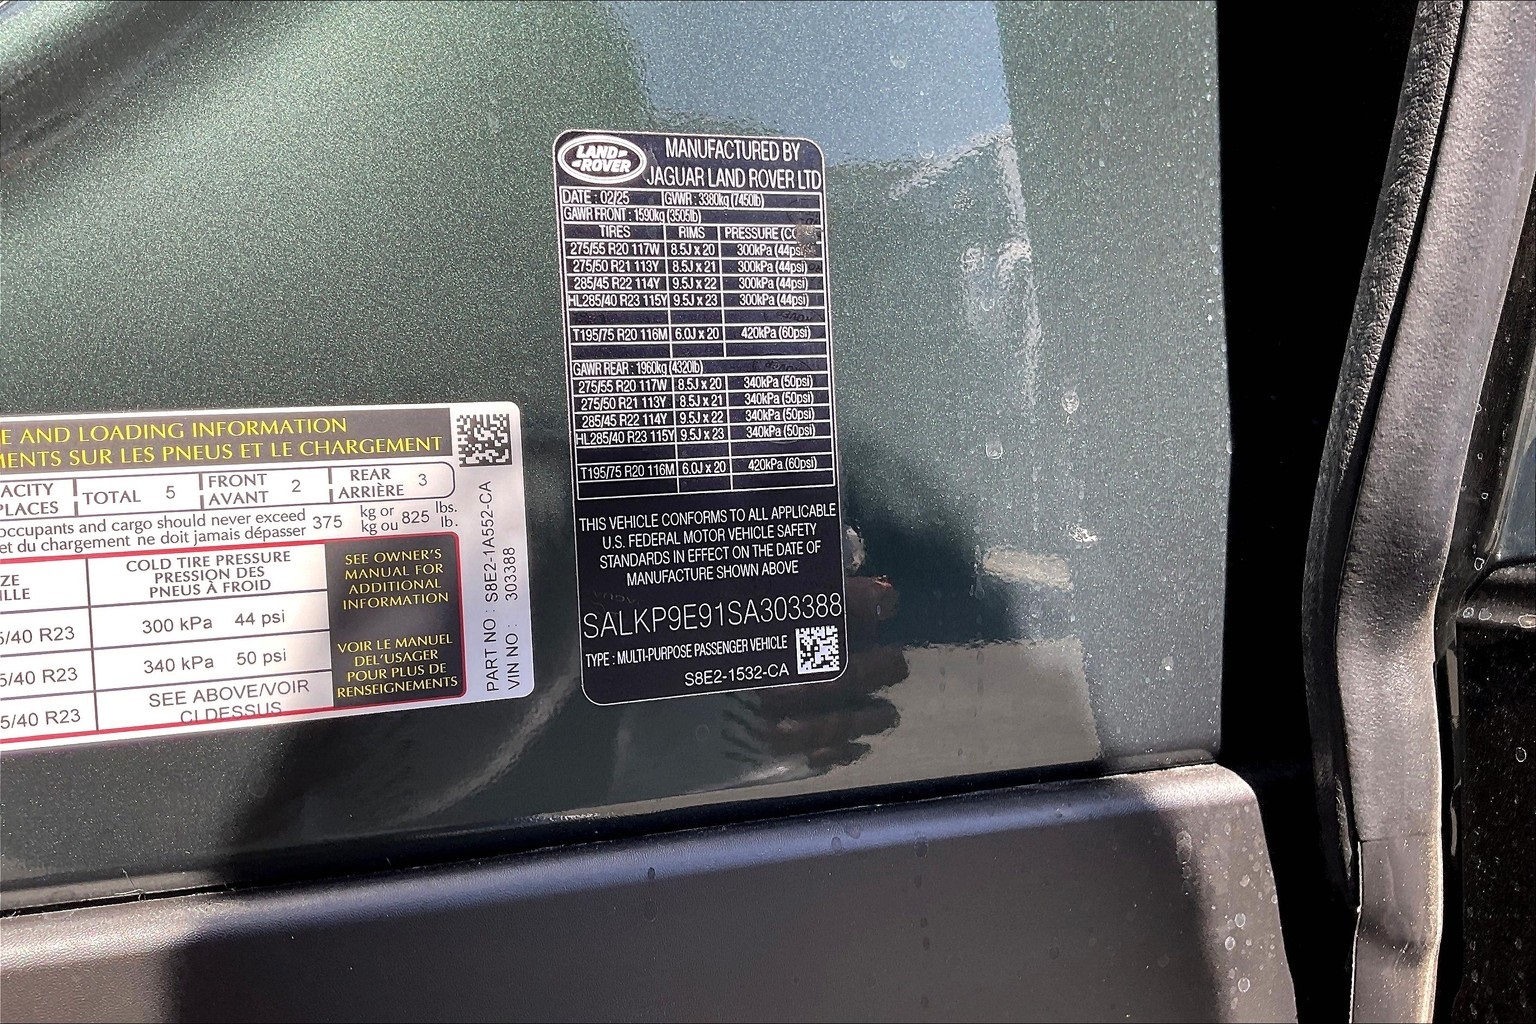 LAND-
-ROVER
MANUFACTURED BY
JAGUAR LAND ROVER LTD
DATE : 02/25 GVWR : 3380kg (7450lb)
GAWR FRONT : 1590kg (3505lb)
TIRES RIMS PRESSURE
275/55 R20 117W 8.5J x 20 300kPa (44psi)
275/50 R21 113Y 8.5J x 21 300kPa (44psi)
285/45 R22 114Y 9.5J x 22 300kPa (44psi)
HL285/40 R23 115Y 9.5J x 23 300kPa (44psi)
T195/75 R20 116M 6.0J x 20 420kPa (60psi)
GAWR REAR : 1960kg (4320lb)
275/55 R20 117W 8.5J x 20 340kPa (50psi)
275/50 R21 113Y 8.5J x 21 340kPa (50psi)
285/45 R22 114Y 9.5J x 22 340kPa (50psi)
HL285/40 R23 115Y 9.5J x 23 340kPa (50psi)
T195/75 R20 116M 6.0J x 20 420kPa (60psi)
THIS VEHICLE CONFORMS TO ALL APPLICABLE
U.S. FEDERAL MOTOR VEHICLE SAFETY
STANDARDS IN EFFECT ON THE DATE OF
MANUFACTURE SHOWN ABOVE
SALKP9E91SA303388
TYPE : MULTI-PURPOSE PASSENGER VEHICLE
S8E2-1532-CA
E AND LOADING INFORMATION
MENTS SUR LES PNEUS ET LE CHARGEMENT
ACITY TOTAL 5 FRONT 2 REAR 3
PLACES AVANT ARRIÈRE
occupants and cargo should never exceed 375 kg or 825 lbs.
et du chargement ne doit jamais dépasser kg ou lb.
ZE COLD TIRE PRESSURE
ILLE PRESSION DES
PNEUS À FROID
5/40 R23 300 kPa 44 psi
5/40 R23 340 kPa 50 psi
5/40 R23 SEE ABOVE/VOIR
CI DESSUS
SEE OWNER'S
MANUAL FOR
ADDITIONAL
INFORMATION
VOIR LE MANUEL
DEL'USAGER
POUR PLUS DE
RENSEIGNEMENTS
PART NO : S8E2-1A552-CA
VIN NO : 303388